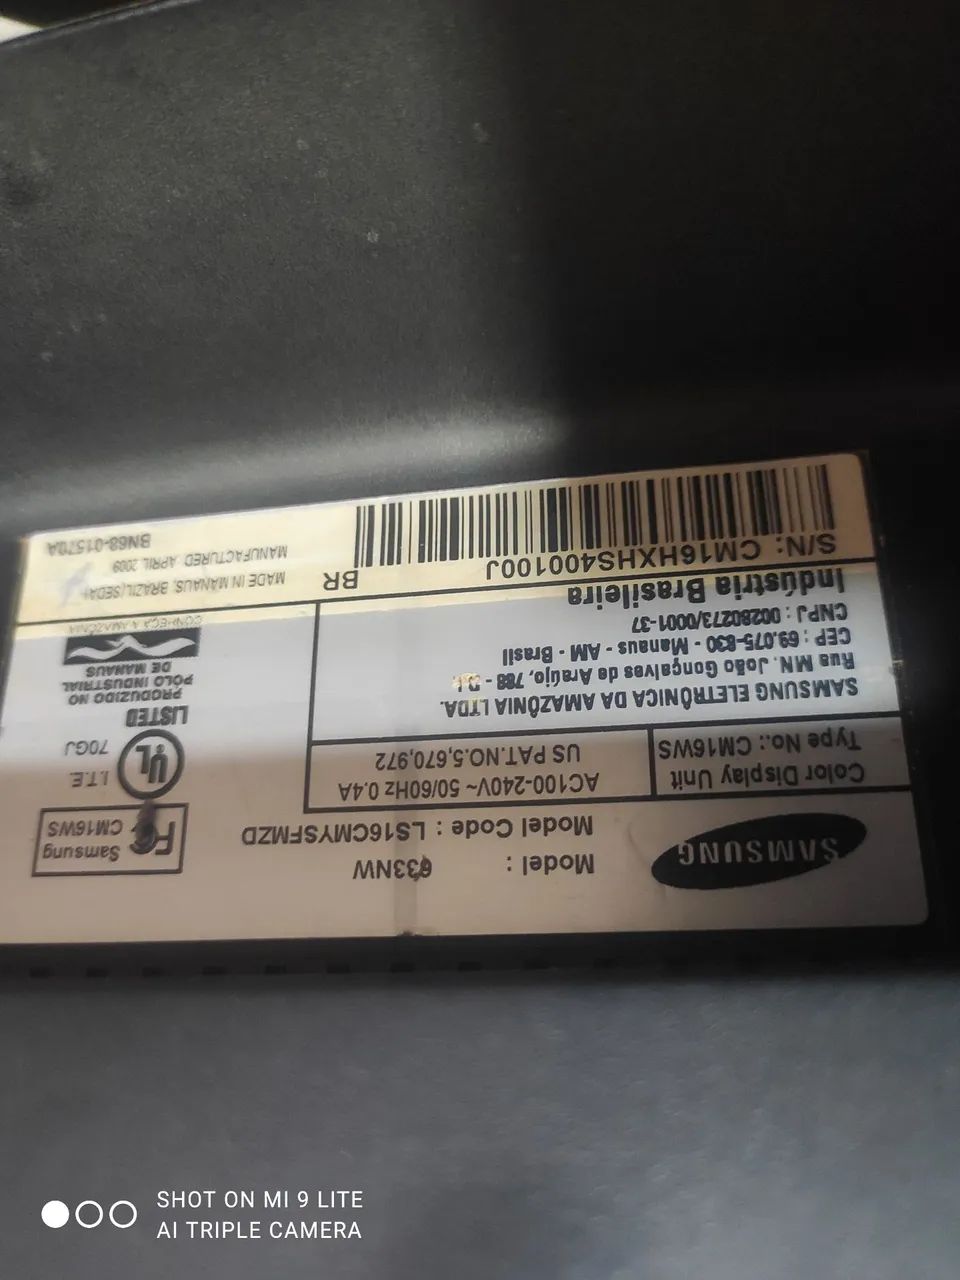 SAMSUNG
Model : 633NW
Model Code : LS16CMYSFMZD
FC Samsung
CM16WS
Color Display Unit
Type No.: CM16WS
AC100-240V~ 50/60Hz 0.4A
US PAT.NO.5,670,972
UL
I.T.E.
70GJ
LISTED
SAMSUNG ELETRÔNICA DA AMAZÔNIA LTDA.
Rua MN. João Gonçalves de Araújo, 788 -
CEP : 69.075-830 - Manaus - AM - Brasil
CNPJ : 00280273/0001-37
Indústria Brasileira
PRODUZIDO NO
PÓLO INDUSTRIAL
DE MANAUS
CONHEÇA A AMAZÔNIA
S/N: CM16HXHS400100J
BR
MADE IN MANAUS, BRAZIL(SEDA)
MANUFACTURED: APRIL 2009
BN68-01570A
SHOT ON MI 9 LITE
AI TRIPLE CAMERA